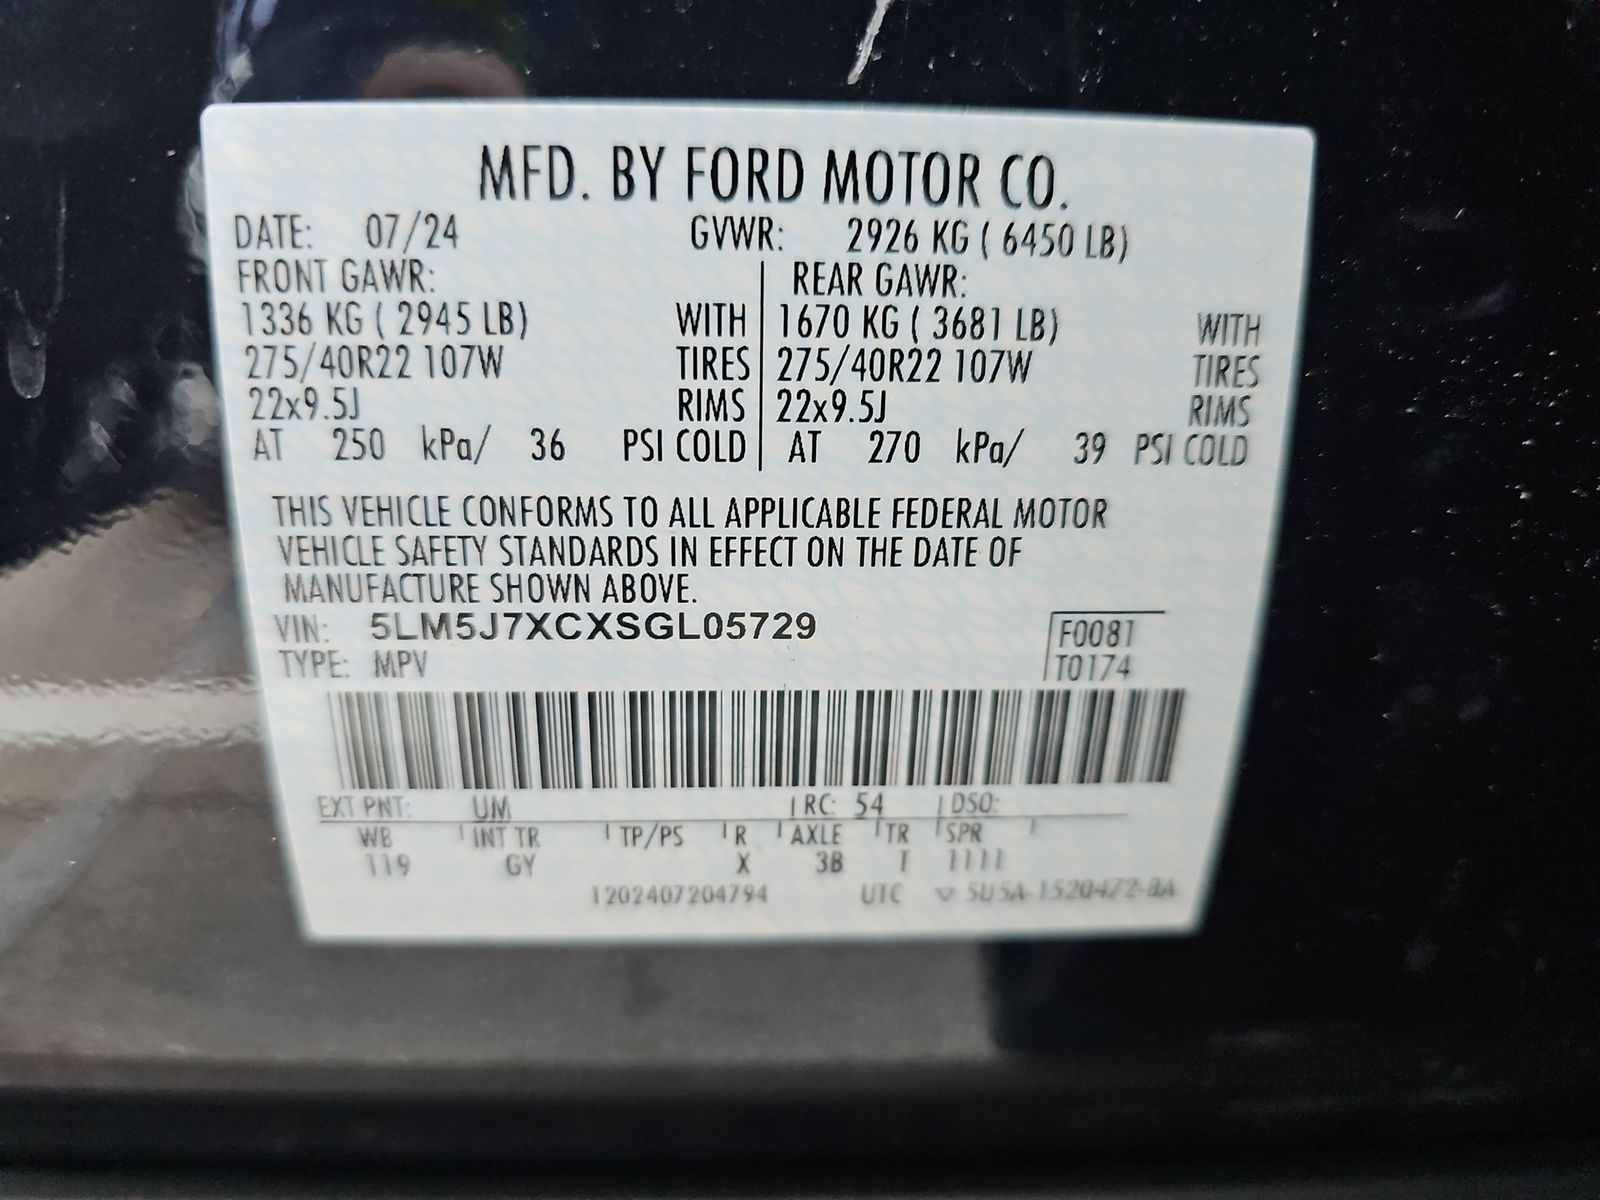 MFD. BY FORD MOTOR CO.
DATE: 07/24 GVWR: 2926 KG ( 6450 LB)
FRONT GAWR: REAR GAWR:
1336 KG ( 2945 LB) WITH 1670 KG ( 3681 LB) WITH
275/40R22 107W TIRES 275/40R22 107W TIRES
22x9.5J RIMS 22x9.5J RIMS
AT 250 kPa/ 36 PSI COLD AT 270 kPa/ 39 PSI COLD
THIS VEHICLE CONFORMS TO ALL APPLICABLE FEDERAL MOTOR
VEHICLE SAFETY STANDARDS IN EFFECT ON THE DATE OF
MANUFACTURE SHOWN ABOVE.
VIN: 5LM5J7XCXSGL05729 F0081
TYPE: MPV T0174
EXT PNT: UM RC: 54 DSO:
WB INT TR TP/PS R AXLE TR SPR
119 GY X 3B T 1111
1202407204794 UTC ▽ 5U5A-1520472-BA